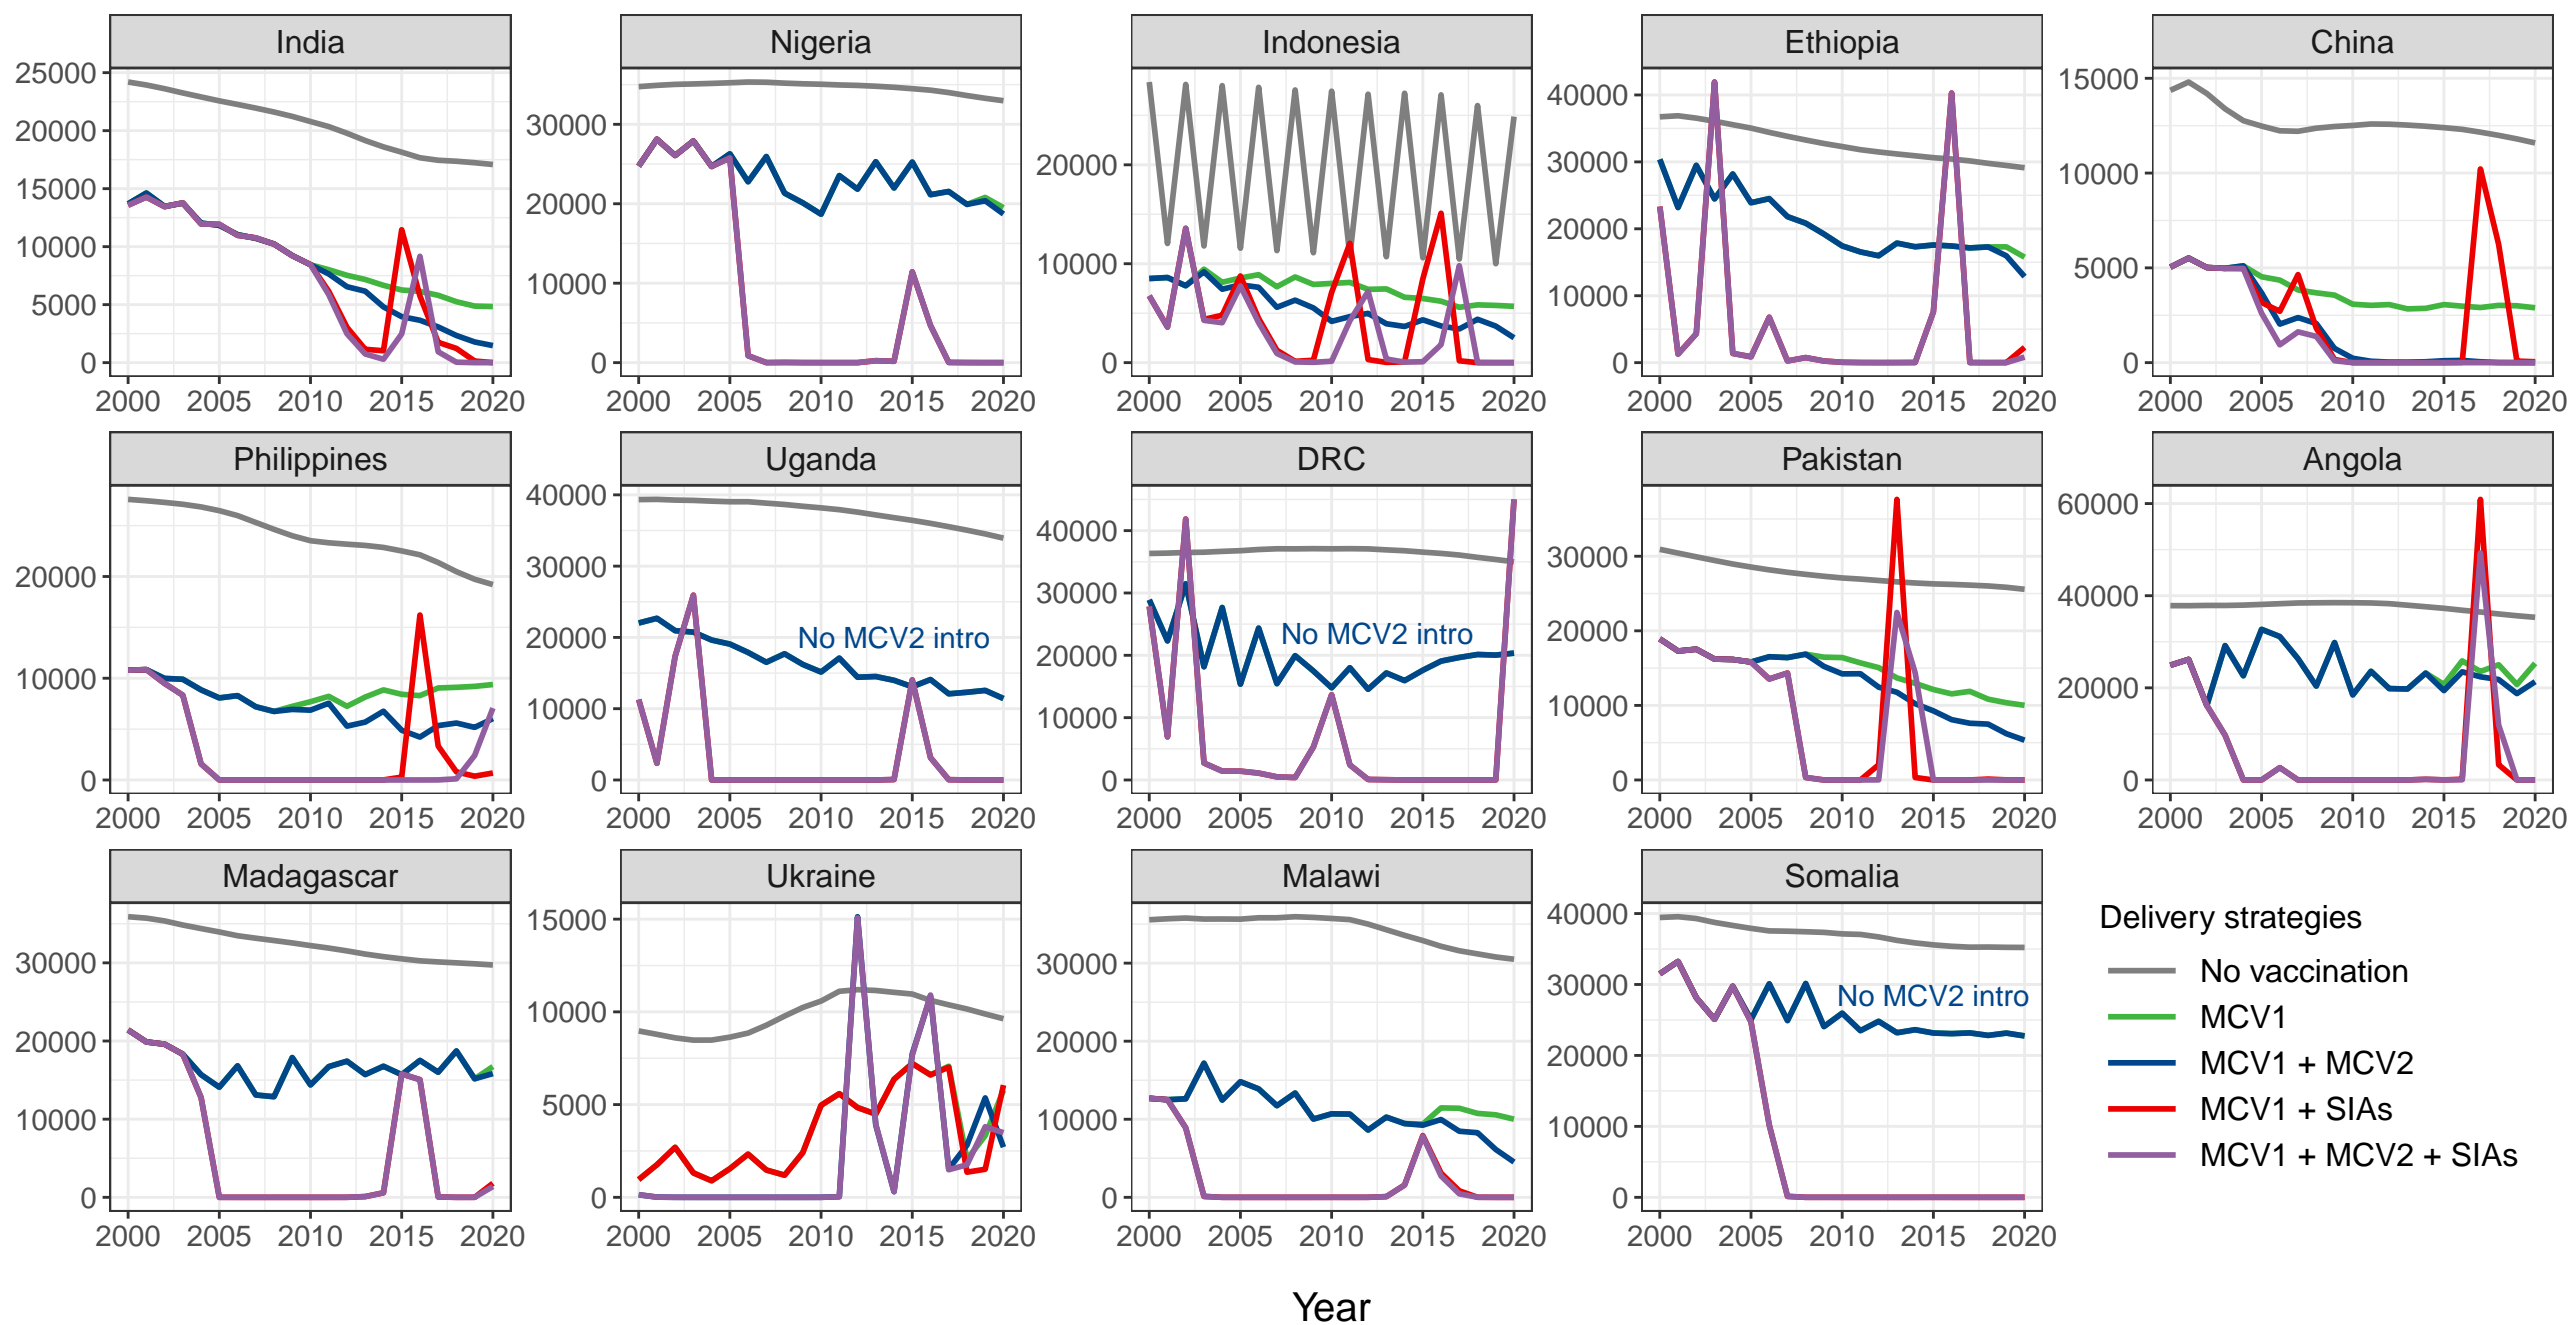 India
Nigeria
Indonesia
Ethiopia
China
25000
20000
15000
10000
5000
0
30000
20000
10000
0
20000
10000
0
40000
30000
20000
10000
0
15000
10000
5000
0
2000 2005 2010 2015 2020
2000 2005 2010 2015 2020
2000 2005 2010 2015 2020
2000 2005 2010 2015 2020
2000 2005 2010 2015 2020
Philippines
Uganda
DRC
Pakistan
Angola
20000
10000
0
40000
30000
20000
10000
0
No MCV2 intro
40000
30000
20000
10000
0
No MCV2 intro
30000
20000
10000
0
60000
40000
20000
0
2000 2005 2010 2015 2020
2000 2005 2010 2015 2020
2000 2005 2010 2015 2020
2000 2005 2010 2015 2020
2000 2005 2010 2015 2020
Madagascar
Ukraine
Malawi
Somalia
30000
20000
10000
0
15000
10000
5000
0
30000
20000
10000
0
40000
30000
20000
10000
0
No MCV2 intro
2000 2005 2010 2015 2020
2000 2005 2010 2015 2020
2000 2005 2010 2015 2020
2000 2005 2010 2015 2020
Delivery strategies
No vaccination
MCV1
MCV1 + MCV2
MCV1 + SIAs
MCV1 + MCV2 + SIAs
Year